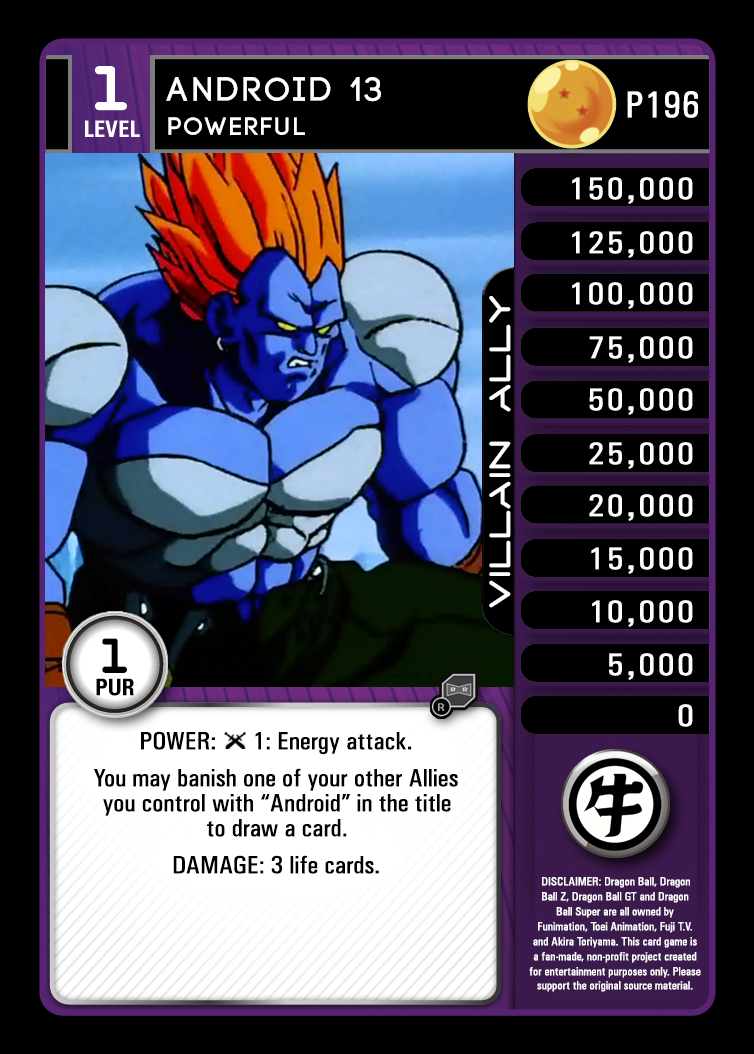 1
LEVEL
ANDROID 13
POWERFUL
P196
150,000
125,000
100,000
75,000
50,000
25,000
20,000
15,000
10,000
5,000
0
VILLAIN ALLY
1
PUR
R R
R
POWER: 1: Energy attack.
You may banish one of your other Allies
you control with “Android” in the title
to draw a card.
DAMAGE: 3 life cards.
牛
DISCLAIMER: Dragon Ball, Dragon
Ball Z, Dragon Ball GT and Dragon
Ball Super are all owned by
Funimation, Toei Animation, Fuji T.V.
and Akira Toriyama. This card game is
a fan-made, non-profit project created
for entertainment purposes only. Please
support the original source material.